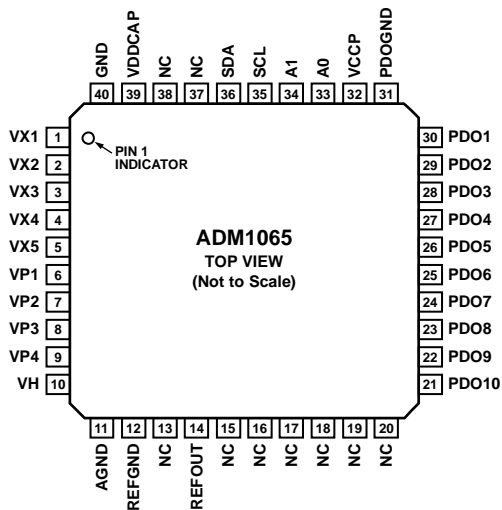 GND VDDCAP NC NC SDA SCL A1 A0 VCCP PDOGND
40 39 38 37 36 35 34 33 32 31
VX1 1
VX2 2
VX3 3
VX4 4
VX5 5
VP1 6
VP2 7
VP3 8
VP4 9
VH 10
PIN 1
INDICATOR
ADM1065
TOP VIEW
(Not to Scale)
30 PDO1
29 PDO2
28 PDO3
27 PDO4
26 PDO5
25 PDO6
24 PDO7
23 PDO8
22 PDO9
21 PDO10
11 12 13 14 15 16 17 18 19 20
AGND REFGND NC REFOUT NC NC NC NC NC NC